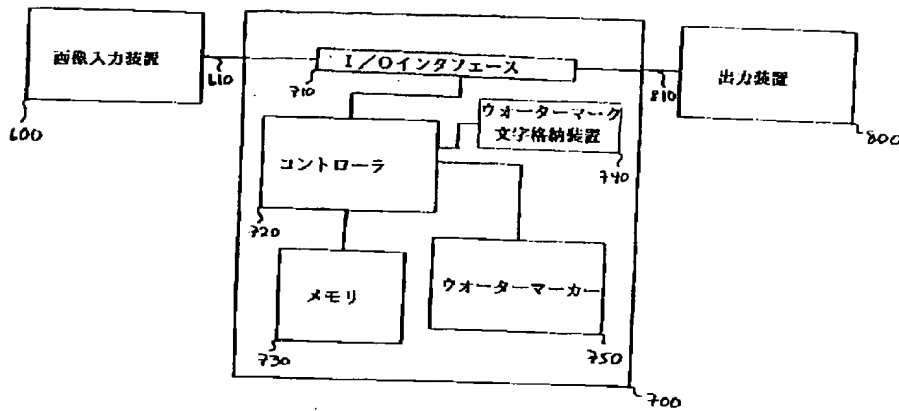 画像入力装置
610
600
I/Oインタフエース
710
810
出力装置
800
ウォーターマーク
文字格納装置
740
コントローラ
720
メモリ
730
ウォーターマーカー
750
700